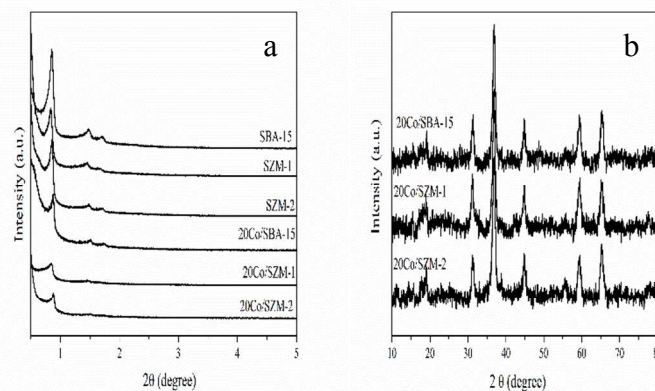 a
Intensity (a.u.)
SBA-15
SZM-1
SZM-2
20Co/SBA-15
20Co/SZM-1
20Co/SZM-2
1 2 3 4 5
2θ (degree)
b
Intensity (a.u.)
20Co/SBA-15
20Co/SZM-1
20Co/SZM-2
10 20 30 40 50 60 70 80
2 θ (degree)